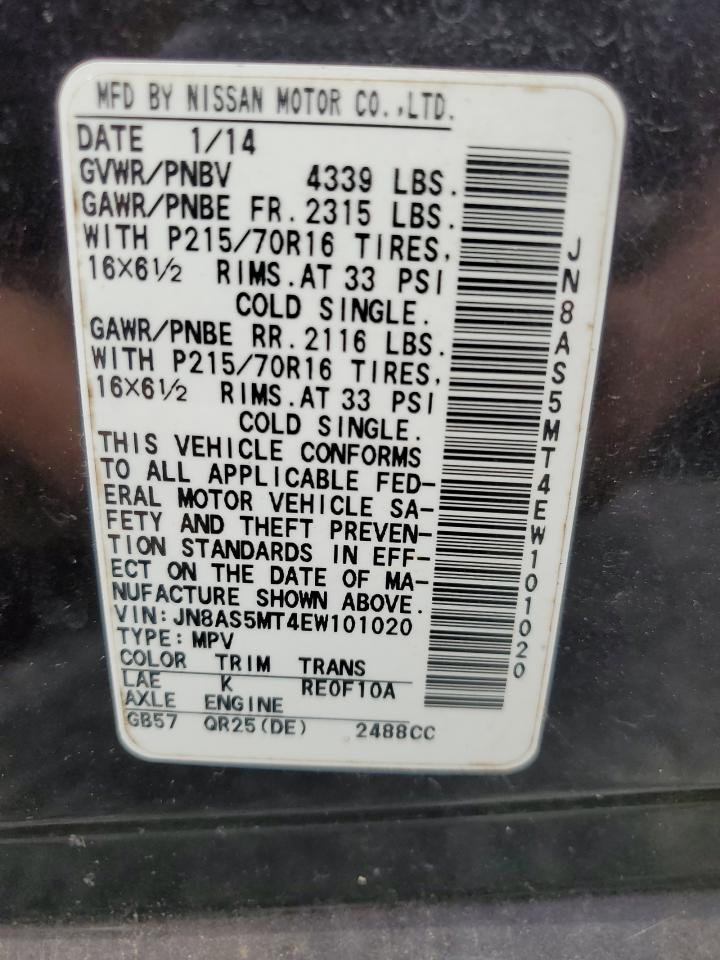 MFD BY NISSAN MOTOR CO.,LTD.
DATE 1/14
GVWR/PNBV 4339 LBS.
GAWR/PNBE FR. 2315 LBS.
WITH P215/70R16 TIRES,
16X6½ RIMS. AT 33 PSI
COLD SINGLE.
GAWR/PNBE RR. 2116 LBS.
WITH P215/70R16 TIRES,
16X6½ RIMS. AT 33 PSI
COLD SINGLE.
THIS VEHICLE CONFORMS
TO ALL APPLICABLE FED-
ERAL MOTOR VEHICLE SA-
FETY AND THEFT PREVEN-
TION STANDARDS IN EFF-
ECT ON THE DATE OF MA-
NUFACTURE SHOWN ABOVE.
VIN: JN8AS5MT4EW101020
TYPE: MPV
COLOR TRIM TRANS
LAE K RE0F10A
AXLE ENGINE
GB57 QR25(DE) 2488CC
JN8AS5MT4EW101020